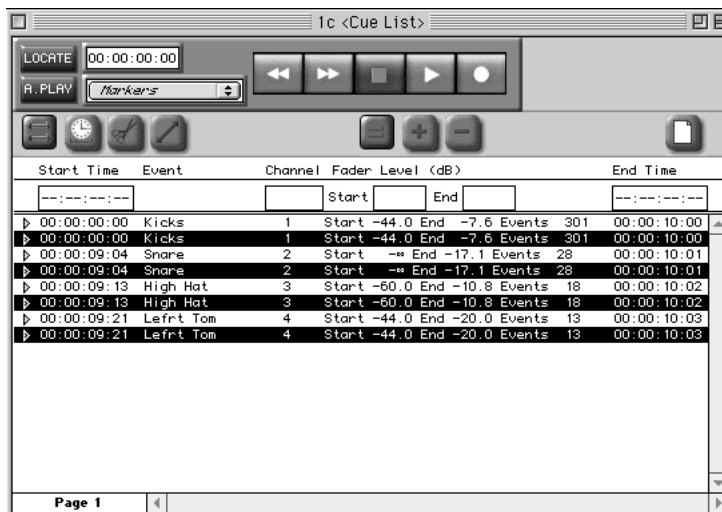 1c <Cue List>
LOCATE 00:00:00:00
A.PLAY Markers
Start Time Event Channel Fader Level (dB) End Time
--:--:--:-- Start End --:--:--:--
00:00:00:00 Kicks 1 Start -44.0 End -7.6 Events 301 00:00:10:00
00:00:00:00 Kicks 1 Start -44.0 End -7.6 Events 301 00:00:10:00
00:00:09:04 Snare 2 Start -∞ End -17.1 Events 28 00:00:10:01
00:00:09:04 Snare 2 Start -∞ End -17.1 Events 28 00:00:10:01
00:00:09:13 High Hat 3 Start -60.0 End -10.8 Events 18 00:00:10:02
00:00:09:13 High Hat 3 Start -60.0 End -10.8 Events 18 00:00:10:02
00:00:09:21 Lefrt Tom 4 Start -44.0 End -20.0 Events 13 00:00:10:03
00:00:09:21 Lefrt Tom 4 Start -44.0 End -20.0 Events 13 00:00:10:03
Page 1